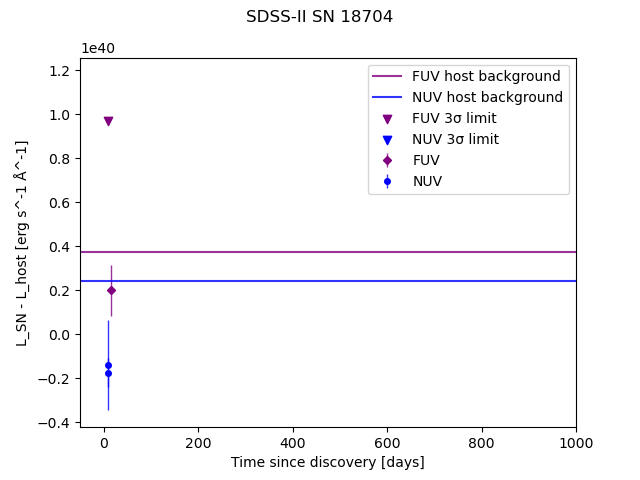 SDSS-II SN 18704
1e40
1.2
1.0
0.8
0.6
0.4
0.2
0.0
−0.2
−0.4
L_SN - L_host [erg s^-1 Å^-1]
FUV host background
NUV host background
FUV 3σ limit
NUV 3σ limit
FUV
NUV
0 200 400 600 800 1000
Time since discovery [days]